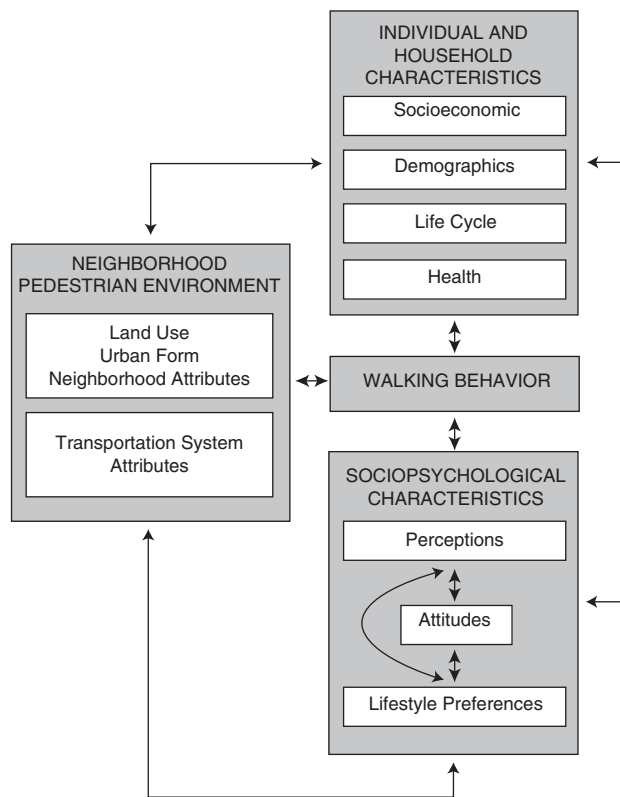 INDIVIDUAL AND
HOUSEHOLD
CHARACTERISTICS
Socioeconomic
Demographics
Life Cycle
Health
NEIGHBORHOOD
PEDESTRIAN ENVIRONMENT
Land Use
Urban Form
Neighborhood Attributes
Transportation System
Attributes
WALKING BEHAVIOR
SOCIOPSYCHOLOGICAL
CHARACTERISTICS
Perceptions
Attitudes
Lifestyle Preferences